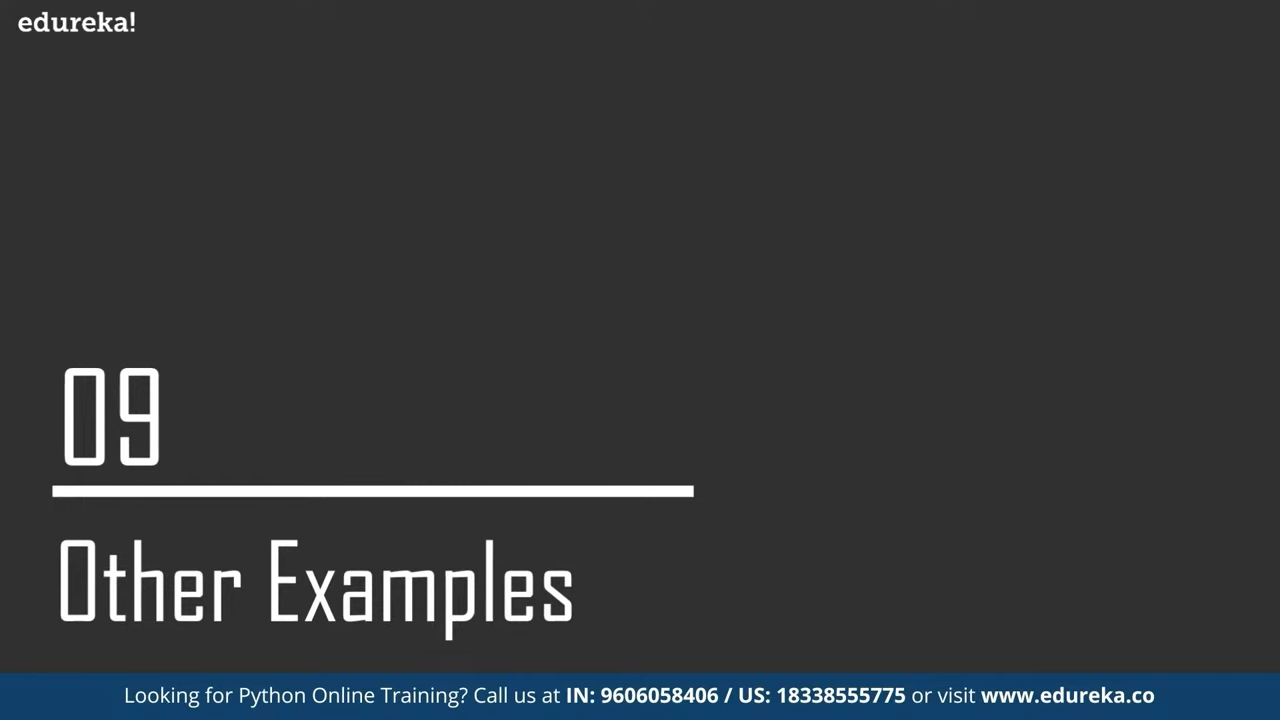 edureka!
09
Other Examples
Looking for Python Online Training? Call us at IN: 9606058406 / US: 18338555775 or visit www.edureka.co